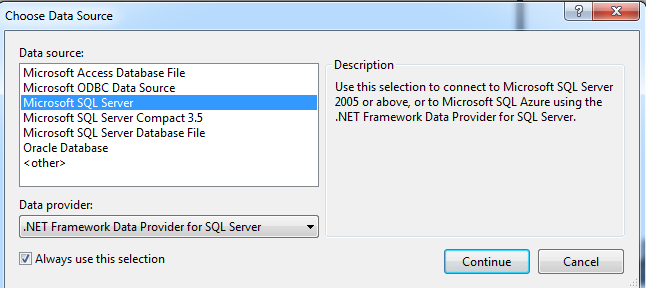 Choose Data Source
Data source:
Microsoft Access Database File
Microsoft ODBC Data Source
Microsoft SQL Server
Microsoft SQL Server Compact 3.5
Microsoft SQL Server Database File
Oracle Database
<other>
Description
Use this selection to connect to Microsoft SQL Server
2005 or above, or to Microsoft SQL Azure using the
.NET Framework Data Provider for SQL Server.
Data provider:
.NET Framework Data Provider for SQL Server
Always use this selection
Continue
Cancel